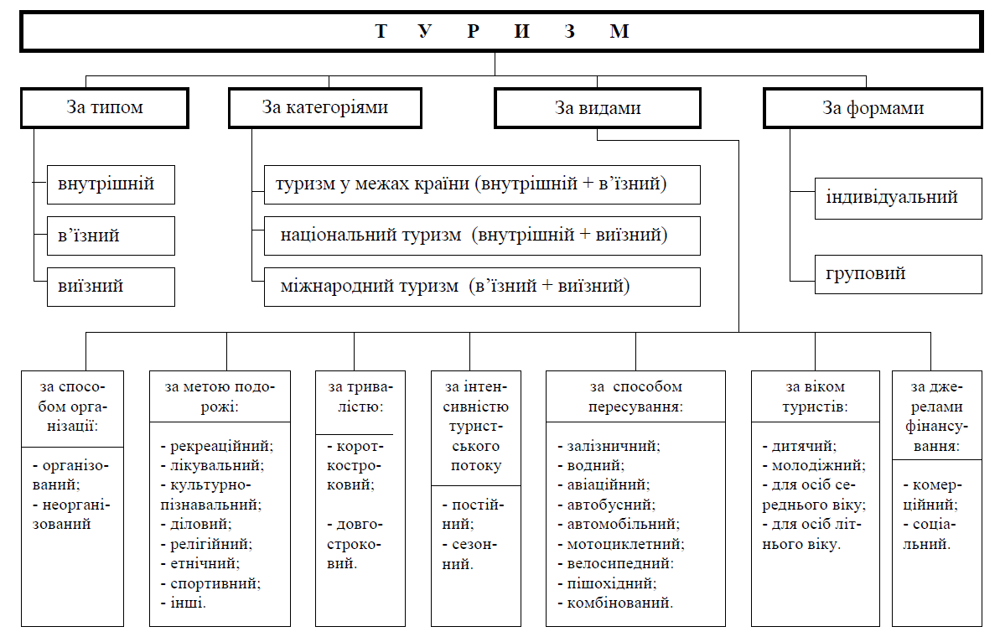 Т У Р И З М
За типом
За категоріями
За видами
За формами
внутрішній
в’їзний
виїзний
туризм у межах країни (внутрішній + в’їзний)
національний туризм (внутрішній + виїзний)
міжнародний туризм (в’їзний + виїзний)
індивідуальний
груповий
за спосо-
бом орга-
нізації:
- організо-
ваний;
- неоргані-
зований
за метою подо-
рожі:
- рекреаційний;
- лікувальний;
- культурно-
пізнавальний;
- діловий;
- релігійний;
- етнічний;
- спортивний;
- інші.
за трива-
лістю:
- корот-
костро-
ковий;
- довго-
строко-
вий.
за інтен-
сивністю
турист-
ського
потоку
- постій-
ний;
- сезон-
ний.
за способом
пересування:
- залізничний;
- водний;
- авіаційний;
- автобусний;
- автомобільний;
- мотоциклетний;
- велосипедний:
- пішохідний;
- комбінований.
за віком
туристів:
- дитячий;
- молодіжний;
- для осіб се-
реднього віку;
- для осіб літ-
нього віку.
за дже-
релами
фінансу-
вання:
- комер-
ційний;
- соціа-
льний.